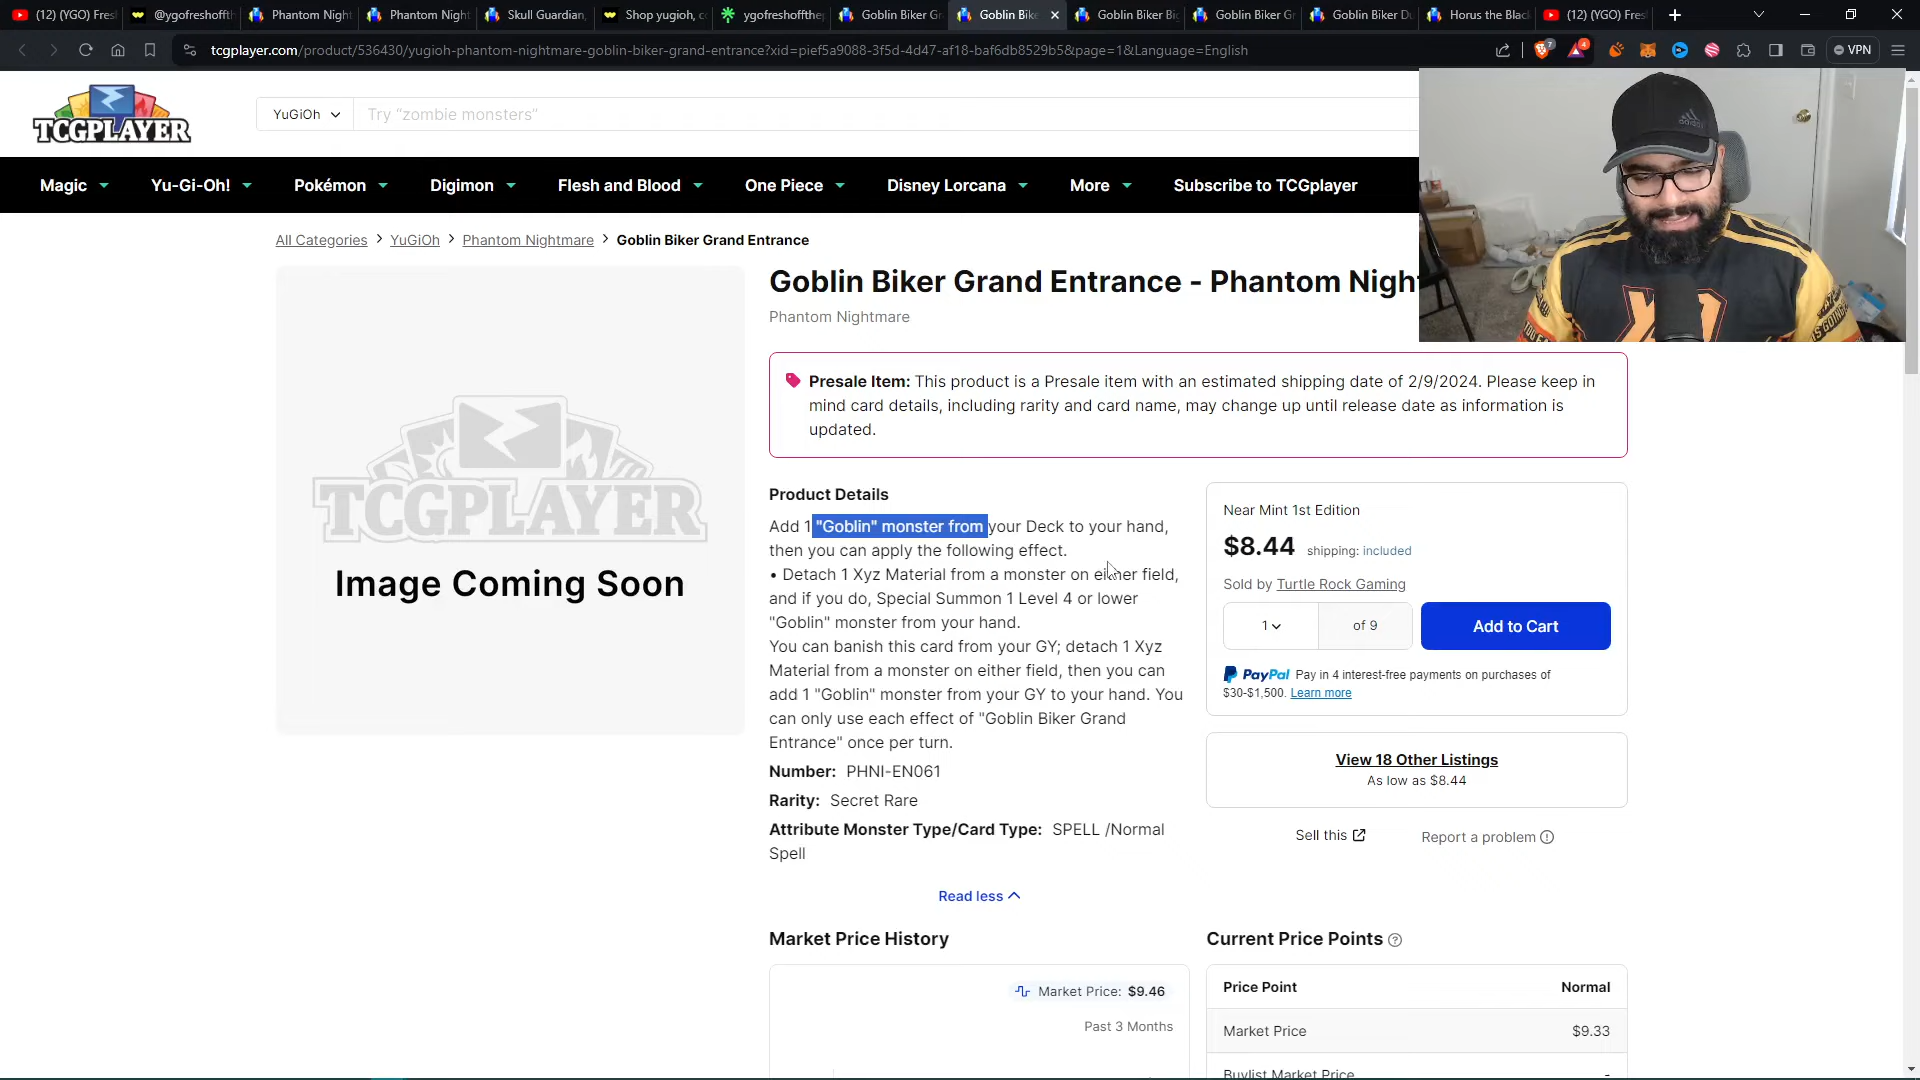 (12) (YGO) Fres
@ygofreshoffth
Phantom Night
Phantom Night
Skull Guardian,
Shop yugioh, c
ygofreshoffthe
Goblin Biker Gr
Goblin Bike
Goblin Biker Big
Goblin Biker Gr
Goblin Biker Du
Horus the Blac
(12) (YGO) Fres
tcgplayer.com/product/536430/yugioh-phantom-nightmare-goblin-biker-grand-entrance?xid=pief5a9088-3f5d-4d47-af18-baf6db8529b5&page=1&Language=English
7
4
VPN
TCGPLAYER
YuGiOh
Try "zombie monsters"
Magic
Yu-Gi-Oh!
Pokémon
Digimon
Flesh and Blood
One Piece
Disney Lorcana
More
Subscribe to TCGplayer
All Categories > YuGiOh > Phantom Nightmare > Goblin Biker Grand Entrance
Goblin Biker Grand Entrance - Phantom Nigh
Phantom Nightmare
Presale Item: This product is a Presale item with an estimated shipping date of 2/9/2024. Please keep in
mind card details, including rarity and card name, may change up until release date as information is
updated.
TCGPLAYER
Image Coming Soon
Product Details
Add 1 "Goblin" monster from your Deck to your hand,
then you can apply the following effect.
• Detach 1 Xyz Material from a monster on either field,
and if you do, Special Summon 1 Level 4 or lower
"Goblin" monster from your hand.
You can banish this card from your GY; detach 1 Xyz
Material from a monster on either field, then you can
add 1 "Goblin" monster from your GY to your hand. You
can only use each effect of "Goblin Biker Grand
Entrance" once per turn.
Number: PHNI-EN061
Rarity: Secret Rare
Attribute Monster Type/Card Type: SPELL /Normal
Spell
Read less
Near Mint 1st Edition
$8.44 shipping: included
Sold by Turtle Rock Gaming
1
of 9
Add to Cart
PayPal Pay in 4 interest-free payments on purchases of
$30-$1,500. Learn more
View 18 Other Listings
As low as $8.44
Sell this
Report a problem
Market Price History
Market Price: $9.46
Past 3 Months
Current Price Points
Price Point Normal
Market Price $9.33
Buylist Market Price -